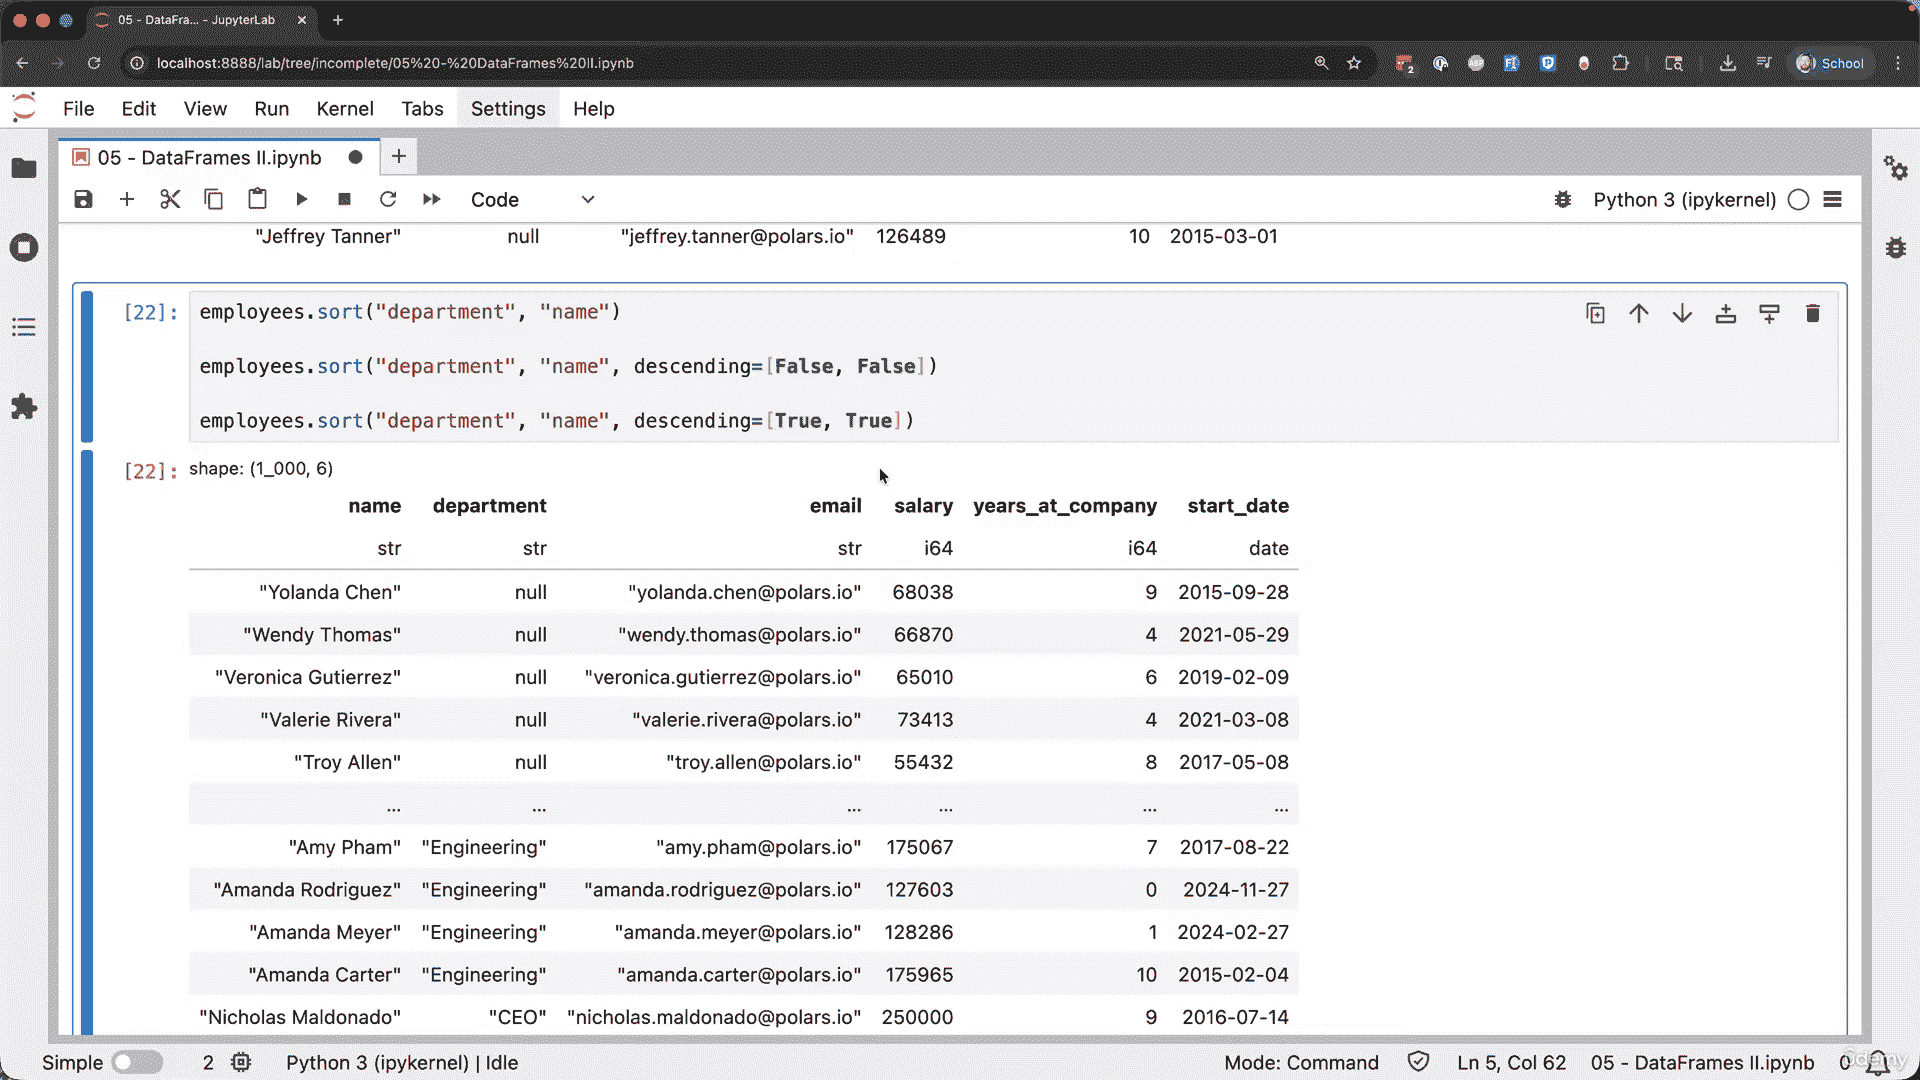 05 - DataFra... - JupyterLab
localhost:8888/lab/tree/incomplete/05%20-%20DataFrames%20II.ipynb
2
ABP
School
File Edit View Run Kernel Tabs Settings Help
05 - DataFrames II.ipynb
Code
Python 3 (ipykernel)
"Jeffrey Tanner" null "jeffrey.tanner@polars.io" 126489 10 2015-03-01
[22]: employees.sort("department", "name")
employees.sort("department", "name", descending=[False, False])
employees.sort("department", "name", descending=[True, True])
[22]: shape: (1_000, 6)
name department email salary years_at_company start_date
str str str i64 i64 date
"Yolanda Chen" null "yolanda.chen@polars.io" 68038 9 2015-09-28
"Wendy Thomas" null "wendy.thomas@polars.io" 66870 4 2021-05-29
"Veronica Gutierrez" null "veronica.gutierrez@polars.io" 65010 6 2019-02-09
"Valerie Rivera" null "valerie.rivera@polars.io" 73413 4 2021-03-08
"Troy Allen" null "troy.allen@polars.io" 55432 8 2017-05-08
... ... ... ... ... ...
"Amy Pham" "Engineering" "amy.pham@polars.io" 175067 7 2017-08-22
"Amanda Rodriguez" "Engineering" "amanda.rodriguez@polars.io" 127603 0 2024-11-27
"Amanda Meyer" "Engineering" "amanda.meyer@polars.io" 128286 1 2024-02-27
"Amanda Carter" "Engineering" "amanda.carter@polars.io" 175965 10 2015-02-04
"Nicholas Maldonado" "CEO" "nicholas.maldonado@polars.io" 250000 9 2016-07-14
Simple 2 Python 3 (ipykernel) | Idle Mode: Command Ln 5, Col 62 05 - DataFrames II.ipynb 0
Udemy